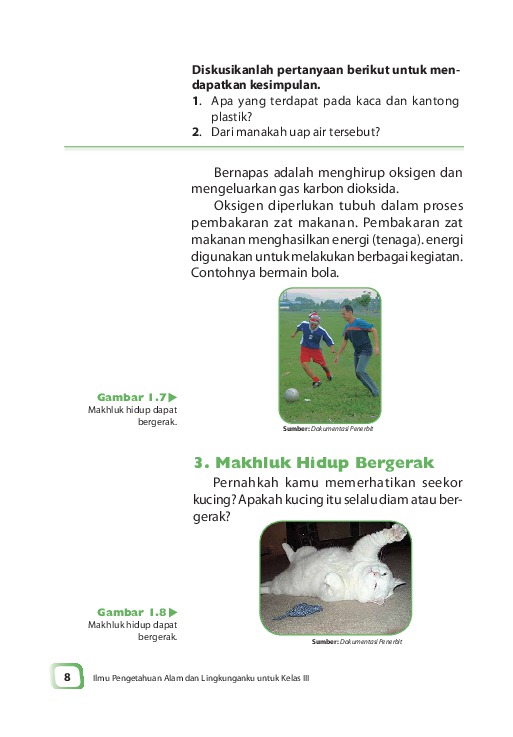 Diskusikanlah pertanyaan berikut untuk men-
dapatkan kesimpulan.
1. Apa yang terdapat pada kaca dan kantong
plastik?
2. Dari manakah uap air tersebut?
Bernapas adalah menghirup oksigen dan
mengeluarkan gas karbon dioksida.
Oksigen diperlukan tubuh dalam proses
pembakaran zat makanan. Pembakaran zat
makanan menghasilkan energi (tenaga). energi
digunakan untuk melakukan berbagai kegiatan.
Contohnya bermain bola.
Gambar 1.7
Makhluk hidup dapat
bergerak.
Sumber: Dokumentasi Penerbit
3. Makhluk Hidup Bergerak
Pernahkah kamu memerhatikan seekor
kucing? Apakah kucing itu selalu diam atau ber-
gerak?
Gambar 1.8
Makhluk hidup dapat
bergerak.
Sumber: Dokumentasi Penerbit
8 Ilmu Pengetahuan Alam dan Lingkunganku untuk Kelas III